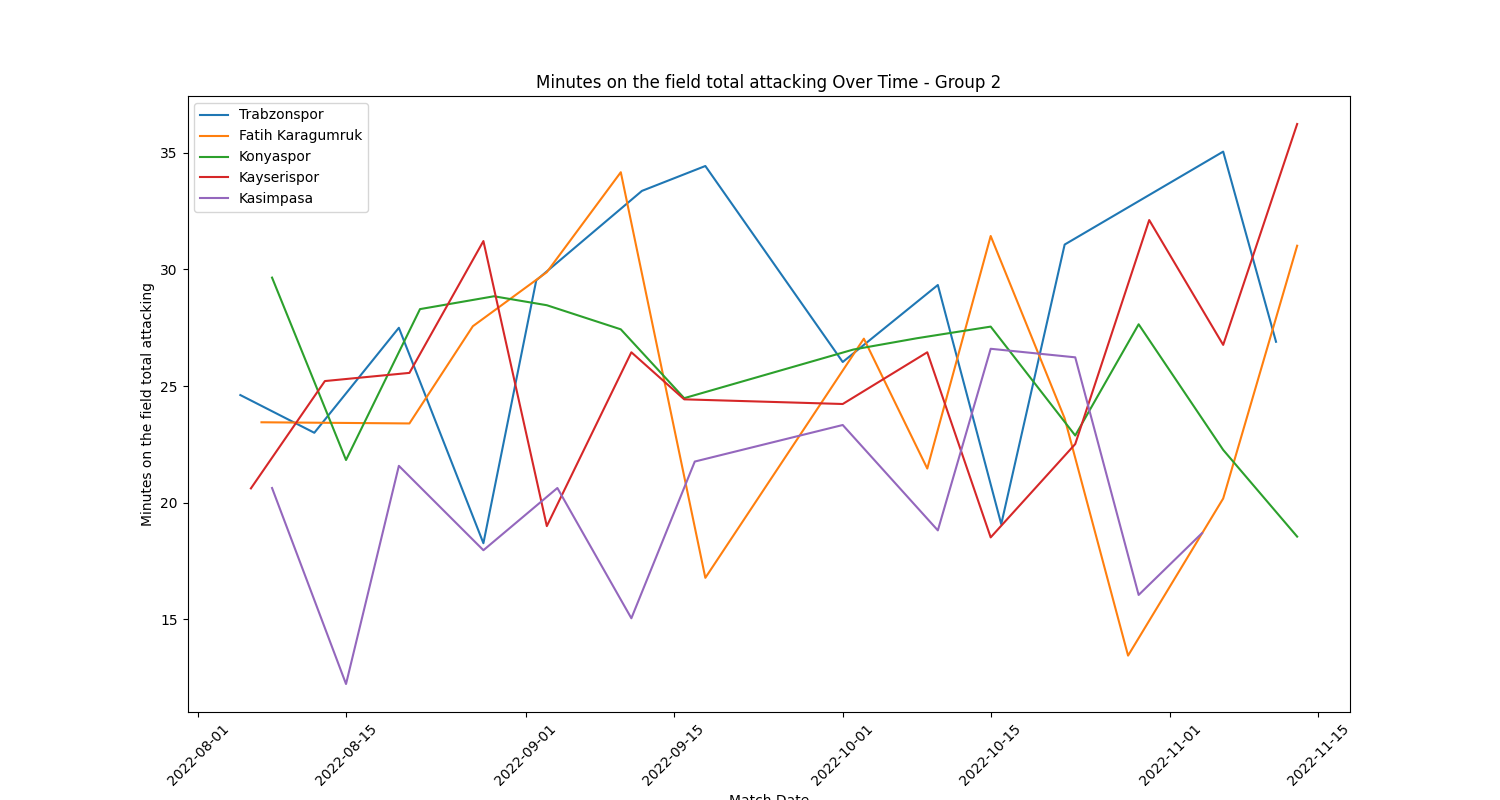 Minutes on the field total attacking Over Time - Group 2
Trabzonspor
Fatih Karagumruk
Konyaspor
Kayserispor
Kasimpasa
Minutes on the field total attacking
35
30
25
20
15
2022-08-01
2022-08-15
2022-09-01
2022-09-15
2022-10-01
2022-10-15
2022-11-01
2022-11-15
Match Date